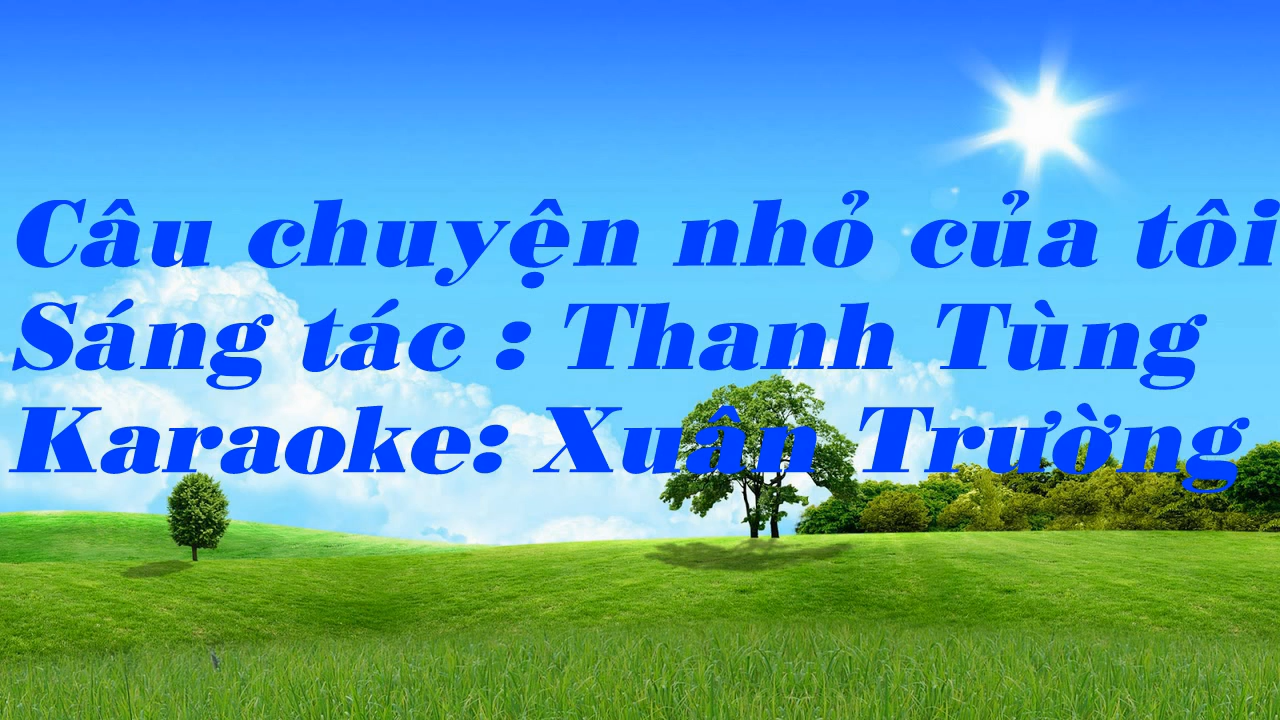 Câu chuyện nhỏ của tôi
Sáng tác : Thanh Tùng
Karaoke: Xuân Trường